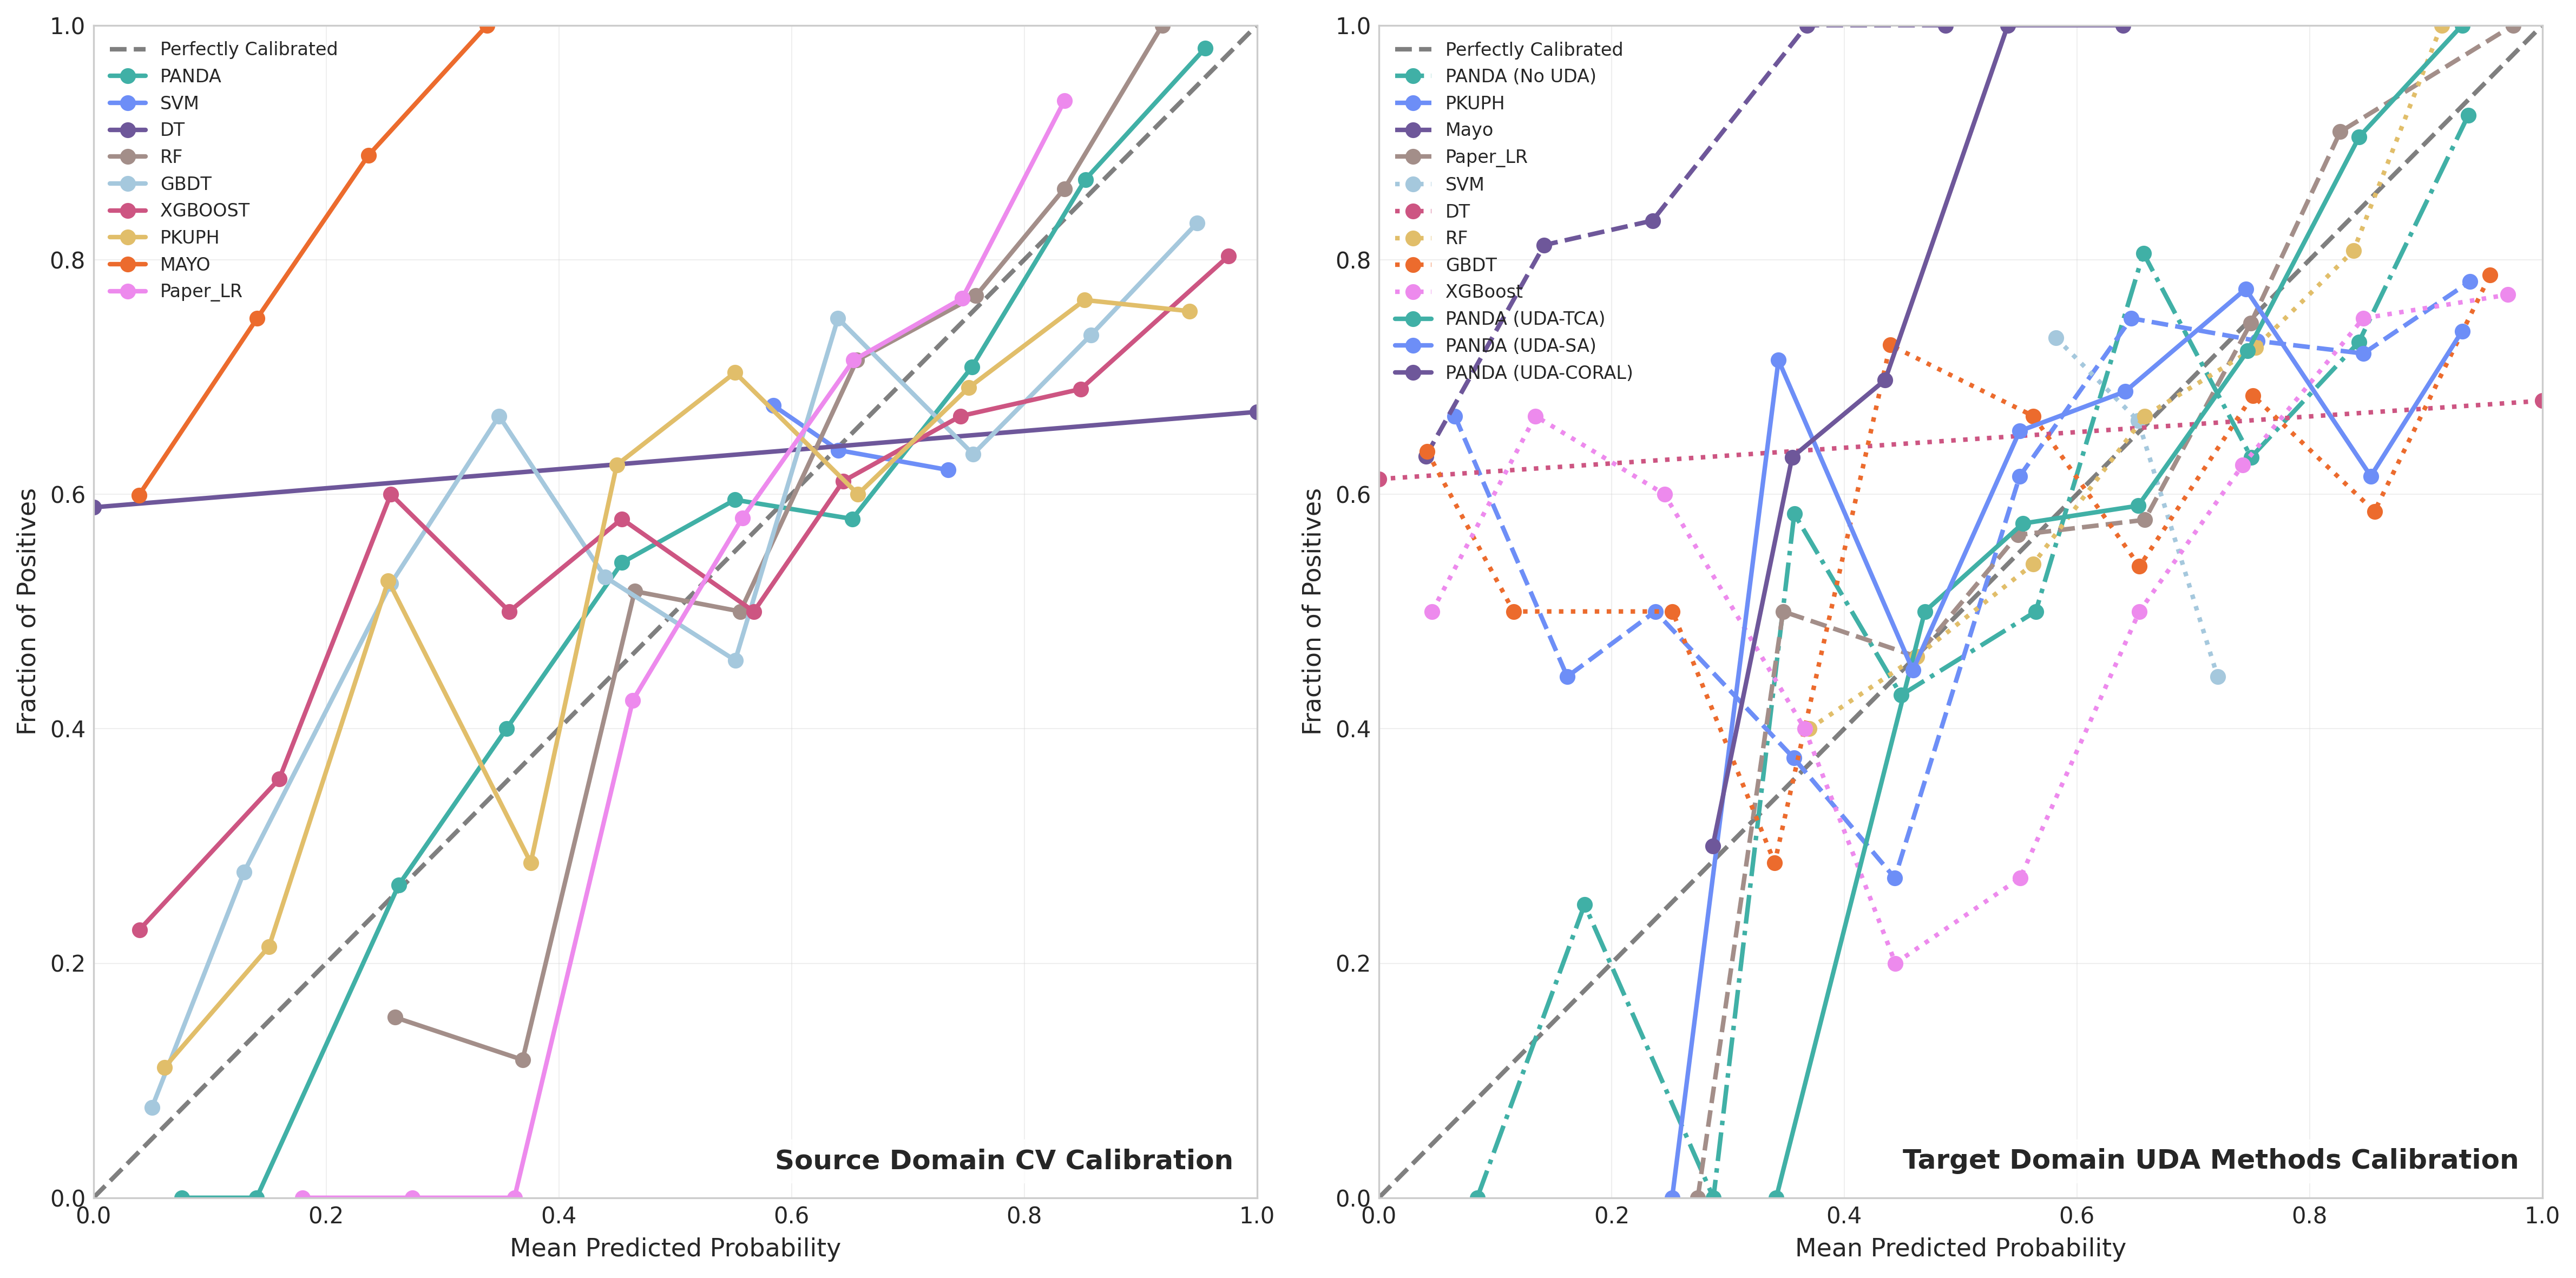 1.0
0.8
0.6
0.4
0.2
0.0
Fraction of Positives
Perfectly Calibrated
PANDA
SVM
DT
RF
GBDT
XGBOOST
PKUPH
MAYO
Paper_LR
Source Domain CV Calibration
0.0 0.2 0.4 0.6 0.8 1.0
Mean Predicted Probability
1.0
0.8
0.6
0.4
0.2
0.0
Fraction of Positives
Perfectly Calibrated
PANDA (No UDA)
PKUPH
Mayo
Paper_LR
SVM
DT
RF
GBDT
XGBoost
PANDA (UDA-TCA)
PANDA (UDA-SA)
PANDA (UDA-CORAL)
Target Domain UDA Methods Calibration
0.0 0.2 0.4 0.6 0.8 1.0
Mean Predicted Probability